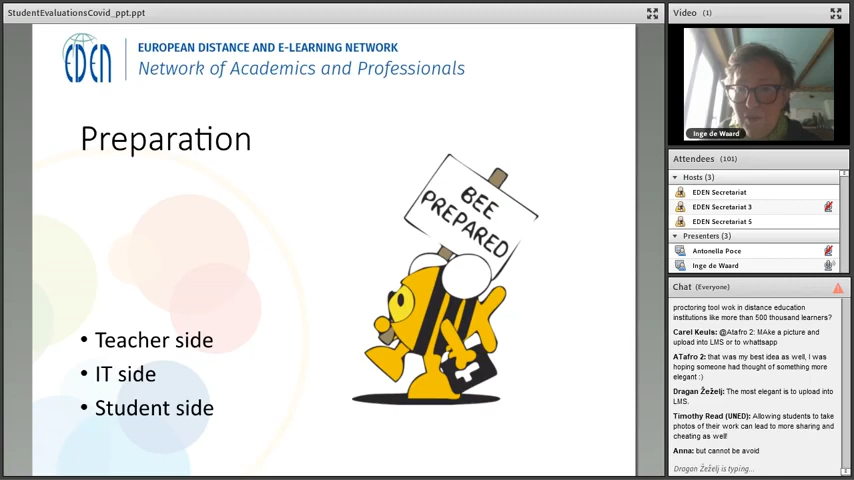 StudentEvaluationsCovid_ppt.ppt
EDEN
EUROPEAN DISTANCE AND E-LEARNING NETWORK
Network of Academics and Professionals
Preparation
BEE
PREPARED
• Teacher side
• IT side
• Student side
Video (1)
Inge de Waard
Attendees (101)
Hosts (3)
EDEN Secretariat
EDEN Secretariat 3
EDEN Secretariat 5
Presenters (3)
Antonella Poce
Inge de Waard
Chat (Everyone)
proctoring tool wok in distance education
institutions like more than 500 thousand learners?
Carel Keuls: @Atafro 2: MAke a picture and
upload into LMS or to whattsapp
ATafro 2: that was my best idea as well, I was
hoping someone had thought of something more
elegant :)
Dragan Žeželj: The most elegant is to upload into
LMS.
Timothy Read (UNED): Allowing students to take
photos of their work can lead to more sharing and
cheating as well!
Anna: but cannot be avoid
Dragan Žeželj is typing...